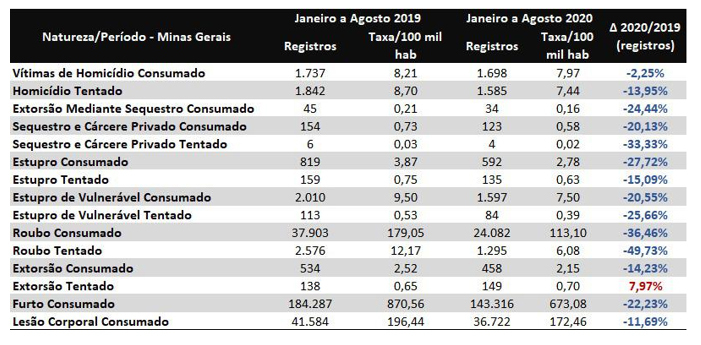 Natureza/Período - Minas Gerais Janeiro a Agosto 2019 Janeiro a Agosto 2020 Δ 2020/2019 (registros)
Registros Taxa/100 mil hab Registros Taxa/100 mil hab
Vítimas de Homicídio Consumado 1.737 8,21 1.698 7,97 -2,25%
Homicídio Tentado 1.842 8,70 1.585 7,44 -13,95%
Extorsão Mediante Sequestro Consumado 45 0,21 34 0,16 -24,44%
Sequestro e Cárcere Privado Consumado 154 0,73 123 0,58 -20,13%
Sequestro e Cárcere Privado Tentado 6 0,03 4 0,02 -33,33%
Estupro Consumado 819 3,87 592 2,78 -27,72%
Estupro Tentado 159 0,75 135 0,63 -15,09%
Estupro de Vulnerável Consumado 2.010 9,50 1.597 7,50 -20,55%
Estupro de Vulnerável Tentado 113 0,53 84 0,39 -25,66%
Roubo Consumado 37.903 179,05 24.082 113,10 -36,46%
Roubo Tentado 2.576 12,17 1.295 6,08 -49,73%
Extorsão Consumado 534 2,52 458 2,15 -14,23%
Extorsão Tentado 138 0,65 149 0,70 7,97%
Furto Consumado 184.287 870,56 143.316 673,08 -22,23%
Lesão Corporal Consumado 41.584 196,44 36.722 172,46 -11,69%